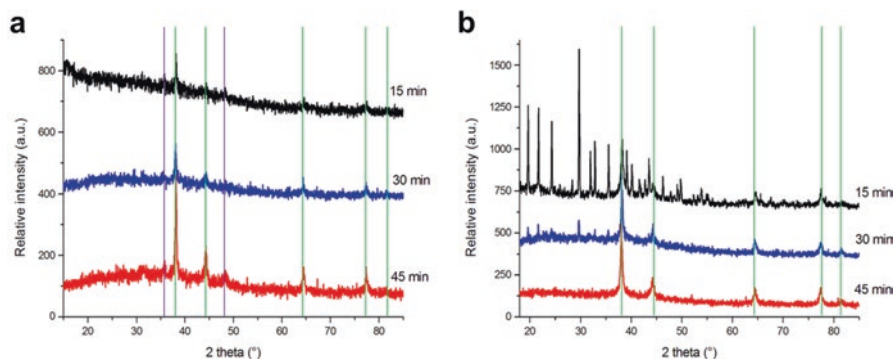 a
800
600
400
200
0
Relative intensity (a.u.)
15 min
30 min
45 min
20 30 40 50 60 70 80
2 theta (°)
b
1500
1250
1000
750
500
250
0
Relative intensity (a.u.)
15 min
30 min
45 min
20 30 40 50 60 70 80
2 theta (°)